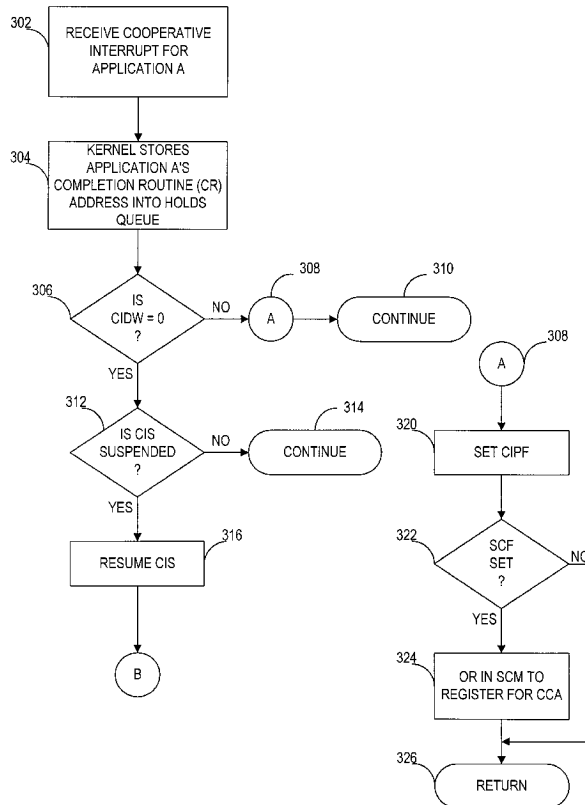 302
RECEIVE COOPERATIVE
INTERRUPT FOR
APPLICATION A
304
KERNEL STORES
APPLICATION A'S
COMPLETION ROUTINE (CR)
ADDRESS INTO HOLDS
QUEUE
306
IS
CIDW = 0
?
NO
308
A
310
CONTINUE
YES
312
IS CIS
SUSPENDED
?
NO
314
CONTINUE
YES
316
RESUME CIS
B
308
A
320
SET CIPF
322
SCF
SET
?
NO
YES
324
OR IN SCM TO
REGISTER FOR CCA
326
RETURN